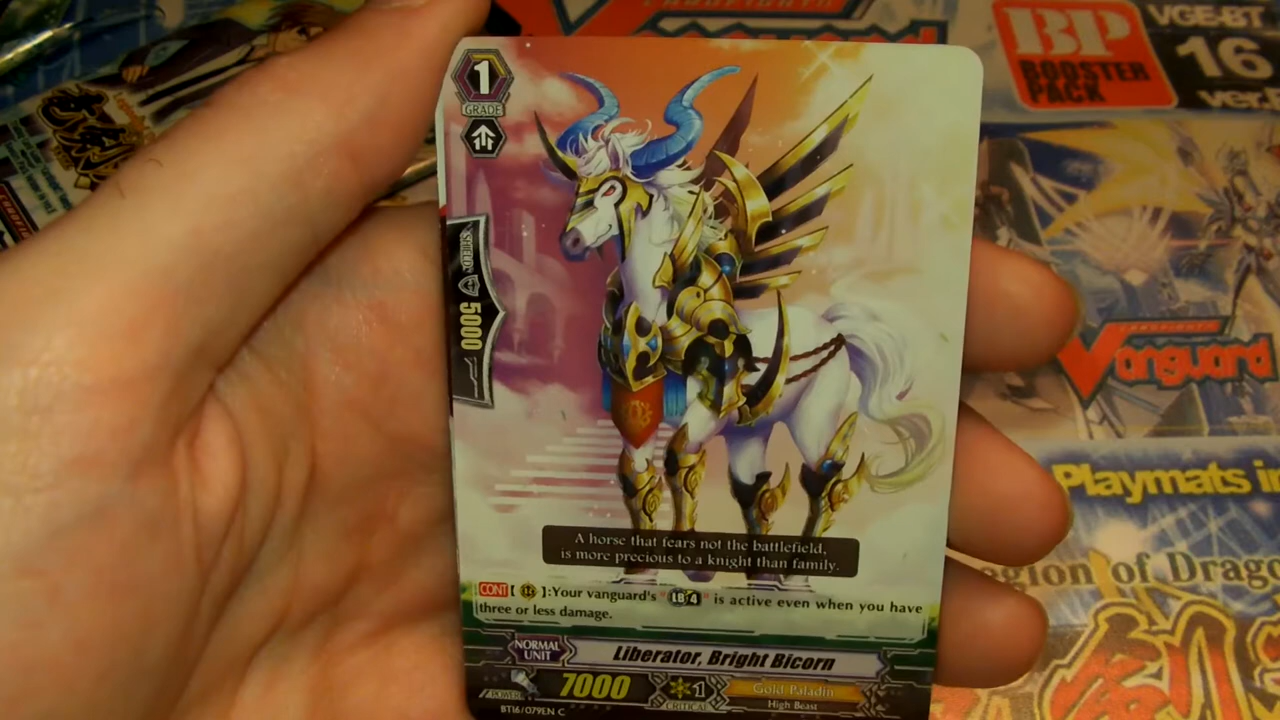 1
GRADE
SHIELD
5000
A horse that fears not the battlefield,
is more precious to a knight than family.
CONT [ ]:Your vanguard's "LB 4" is active even when you have
three or less damage.
NORMAL
UNIT
Liberator, Bright Bicorn
POWER
7000
1
CRITICAL
Gold Paladin
High Beast
BT16/079EN C
Vanguard
BP
BOOSTER
PACK
VGE-BT
16
ver.E
Vanguard
Playmats in
egion of Drago